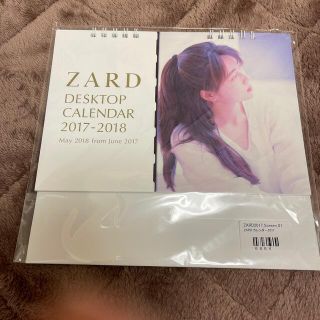 ZARD
DESKTOP
CALENDAR
2017-2018
May 2018 from June 2017